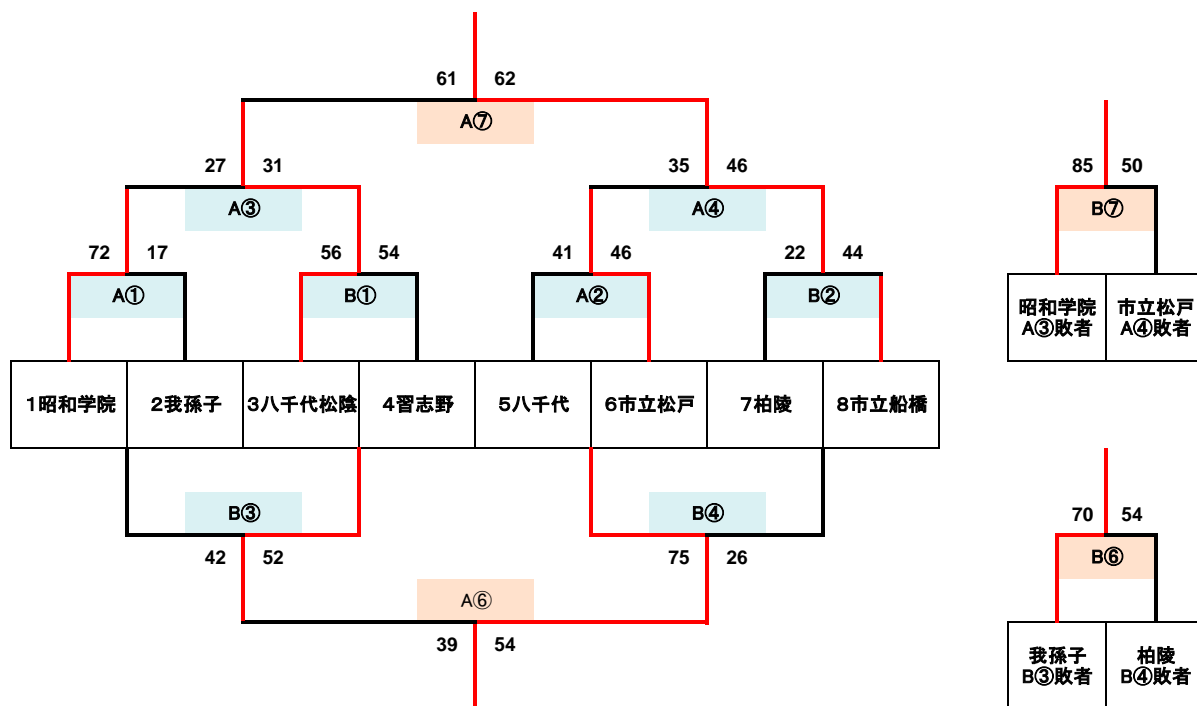 61 62
A⑦
27 31
35 46
85 50
A③
A④
B⑦
72 17
56 54
41 46
22 44
A①
B①
A②
B②
昭和学院
A③敗者
市立松戸
A④敗者
1昭和学院
2我孫子
3八千代松陰
4習志野
5八千代
6市立松戸
7柏陵
8市立船橋
B③
B④
42 52
75 26
70 54
B⑥
A⑥
39 54
我孫子
B③敗者
柏陵
B④敗者